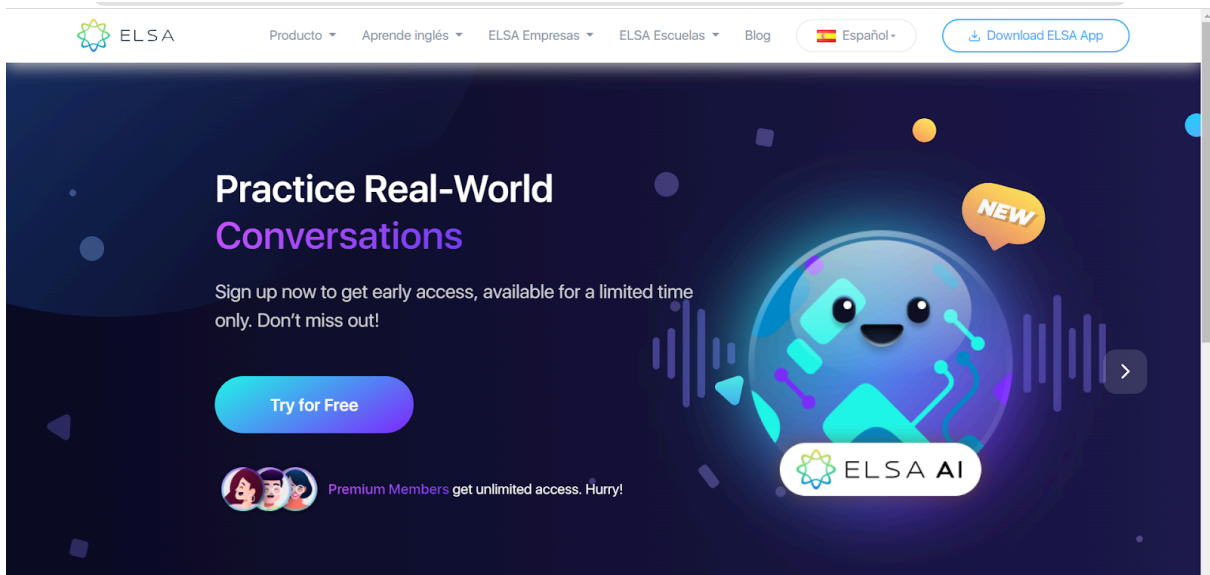 ELSA
Producto
Aprende inglés
ELSA Empresas
ELSA Escuelas
Blog
Español
Download ELSA App
Practice Real-World
Conversations
Sign up now to get early access, available for a limited time
only. Don't miss out!
Try for Free
Premium Members get unlimited access. Hurry!
NEW
ELSA AI